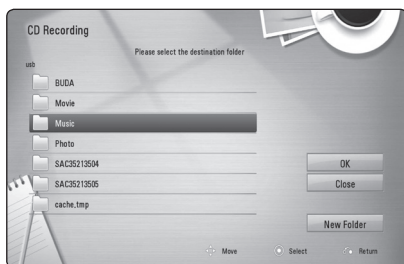 CD Recording
Please select the destination folder
usb
BUDA
Movie
Music
Photo
SAC35213504
SAC35213505
cache.tmp
OK
Close
New Folder
Move Select Return